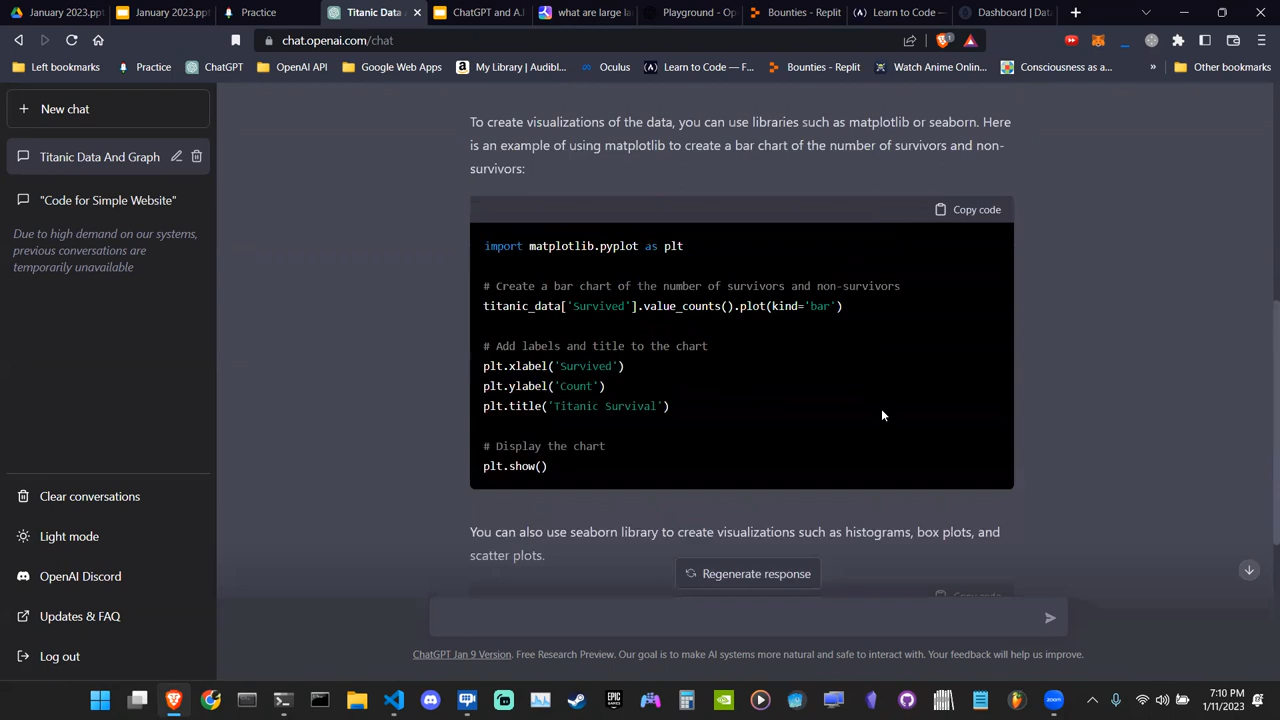 January 2023.ppt
January 2023.ppt
Practice
Titanic Data
ChatGPT and A.I
what are large la
Playground - Op
Bounties - Replit
Learn to Code —
Dashboard | Data
chat.openai.com/chat
1
Left bookmarks
Practice
ChatGPT
OpenAI API
Google Web Apps
My Library | Audibl...
Oculus
Learn to Code — F...
Bounties - Replit
Watch Anime Onlin...
Consciousness as a...
»
Other bookmarks
New chat
Titanic Data And Graph
"Code for Simple Website"
Due to high demand on our systems,
previous conversations are
temporarily unavailable
Clear conversations
Light mode
OpenAI Discord
Updates & FAQ
Log out
To create visualizations of the data, you can use libraries such as matplotlib or seaborn. Here
is an example of using matplotlib to create a bar chart of the number of survivors and non-
survivors:
Copy code
import matplotlib.pyplot as plt
# Create a bar chart of the number of survivors and non-survivors
titanic_data['Survived'].value_counts().plot(kind='bar')
# Add labels and title to the chart
plt.xlabel('Survived')
plt.ylabel('Count')
plt.title('Titanic Survival')
# Display the chart
plt.show()
You can also use seaborn library to create visualizations such as histograms, box plots, and
scatter plots.
Regenerate response
Copy code
ChatGPT Jan 9 Version. Free Research Preview. Our goal is to make AI systems more natural and safe to interact with. Your feedback will help us improve.
7:10 PM
1/11/2023